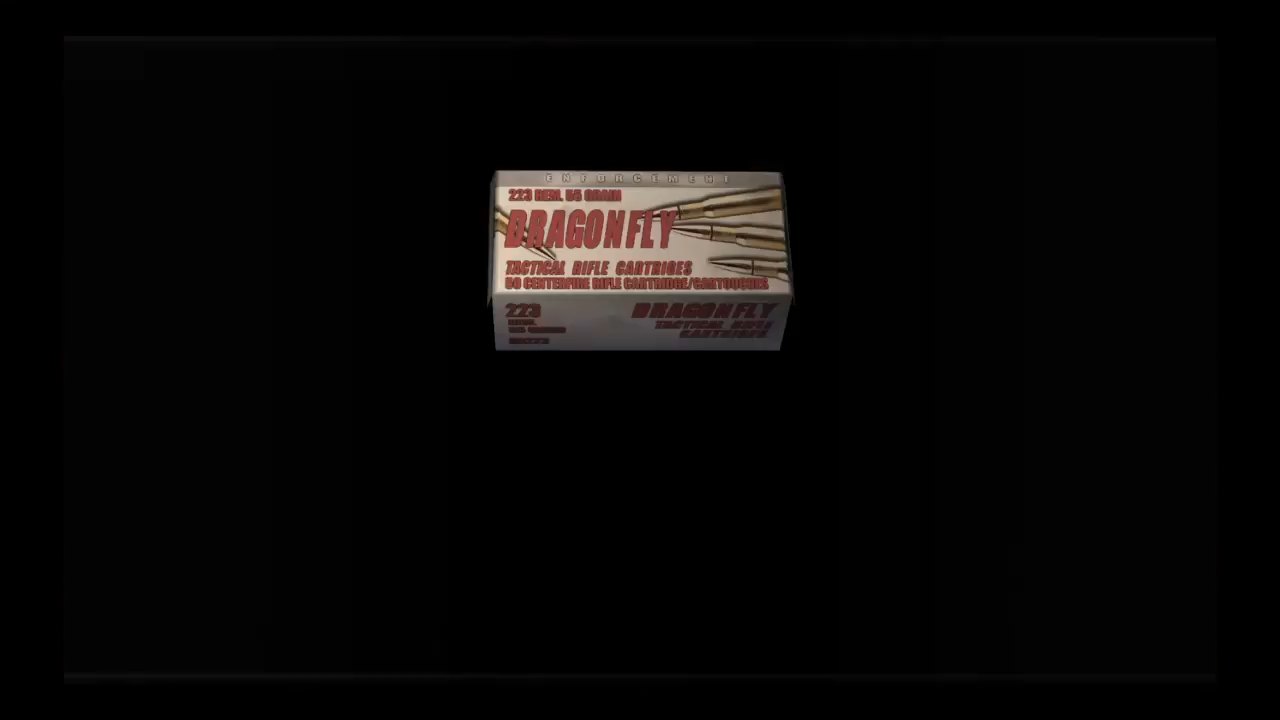 ENFORCEMENT
223 REM. 55 GRAIN
DRAGONFLY
TACTICAL RIFLE CARTRIGES
50 CENTERFIRE RIFLE CARTRIDGE/CARTOUCHES
223
DRAGONFLY
TACTICAL RIFLE
CARTRIGES